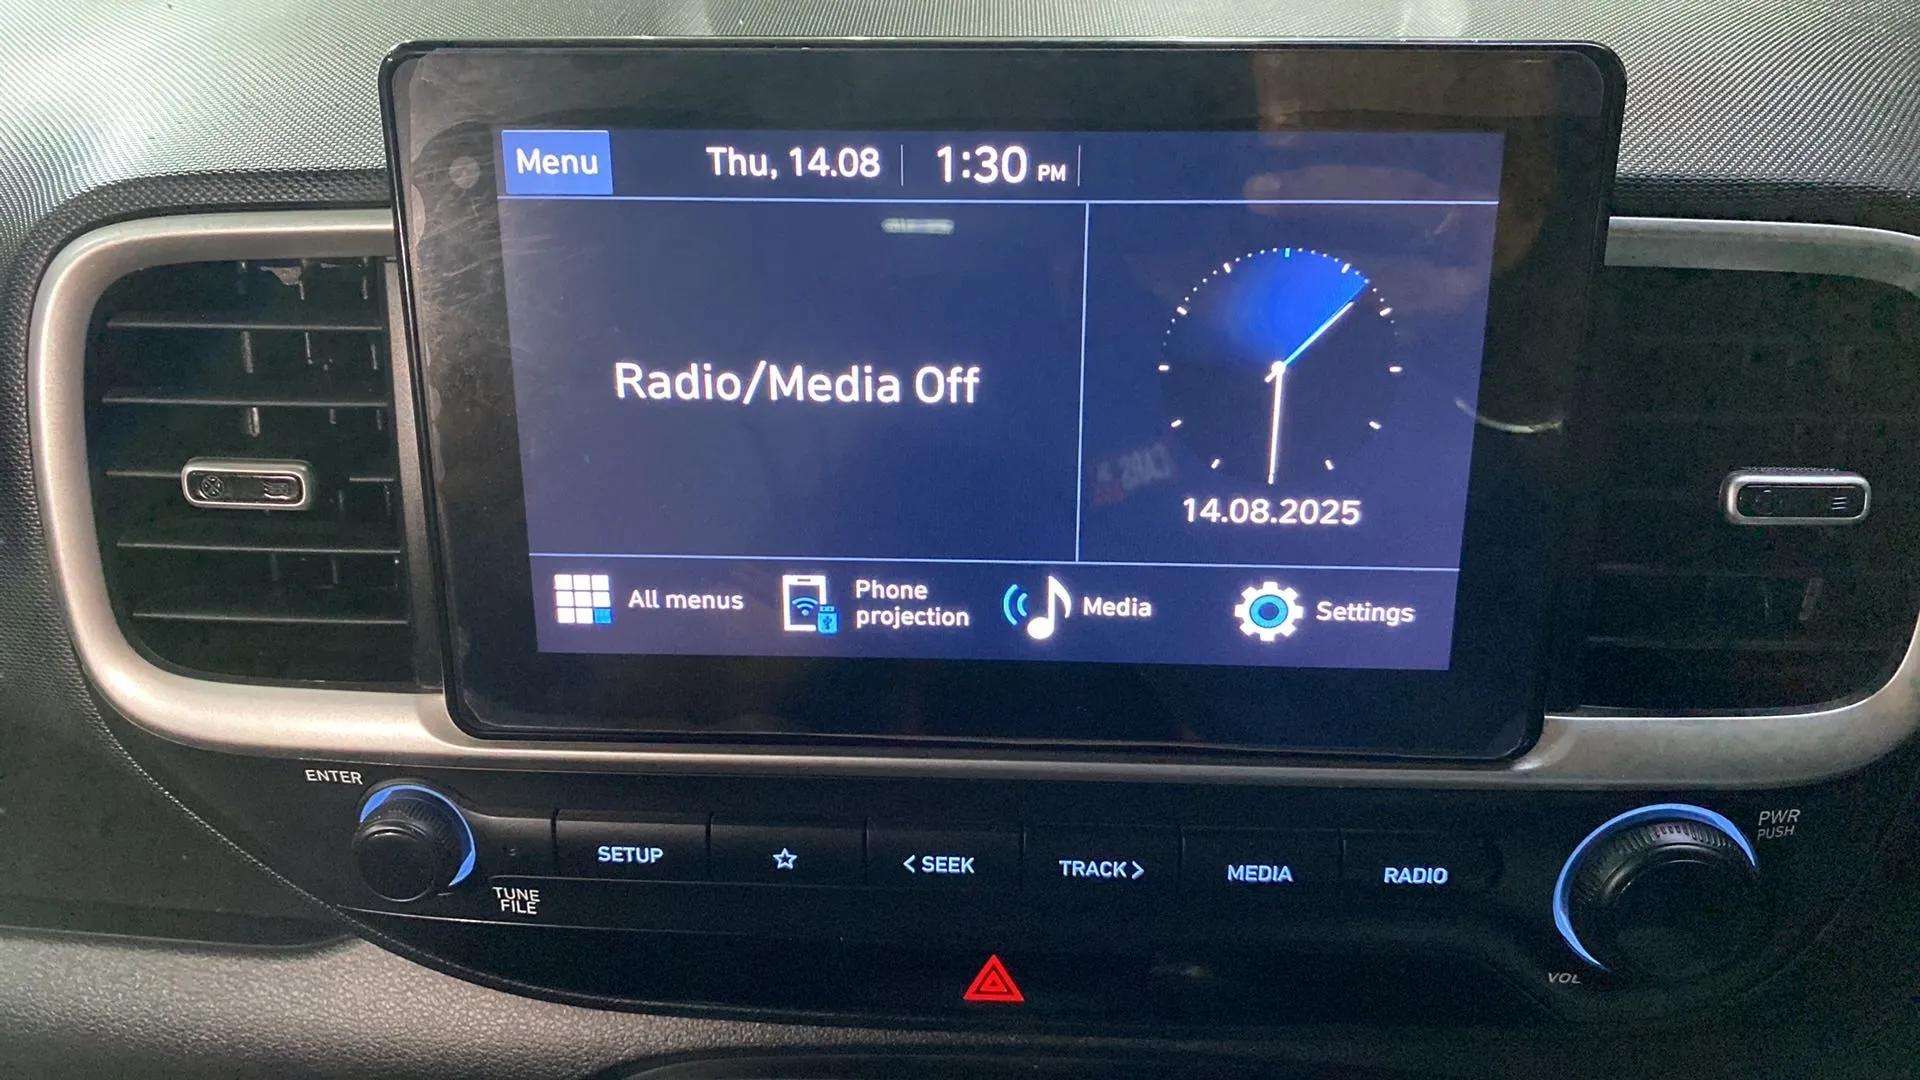 Menu
Thu, 14.08
1:30 PM
Radio/Media Off
14.08.2025
All menus
Phone
projection
Media
Settings
ENTER
TUNE
FILE
SETUP
< SEEK
TRACK >
MEDIA
RADIO
PWR
PUSH
VOL